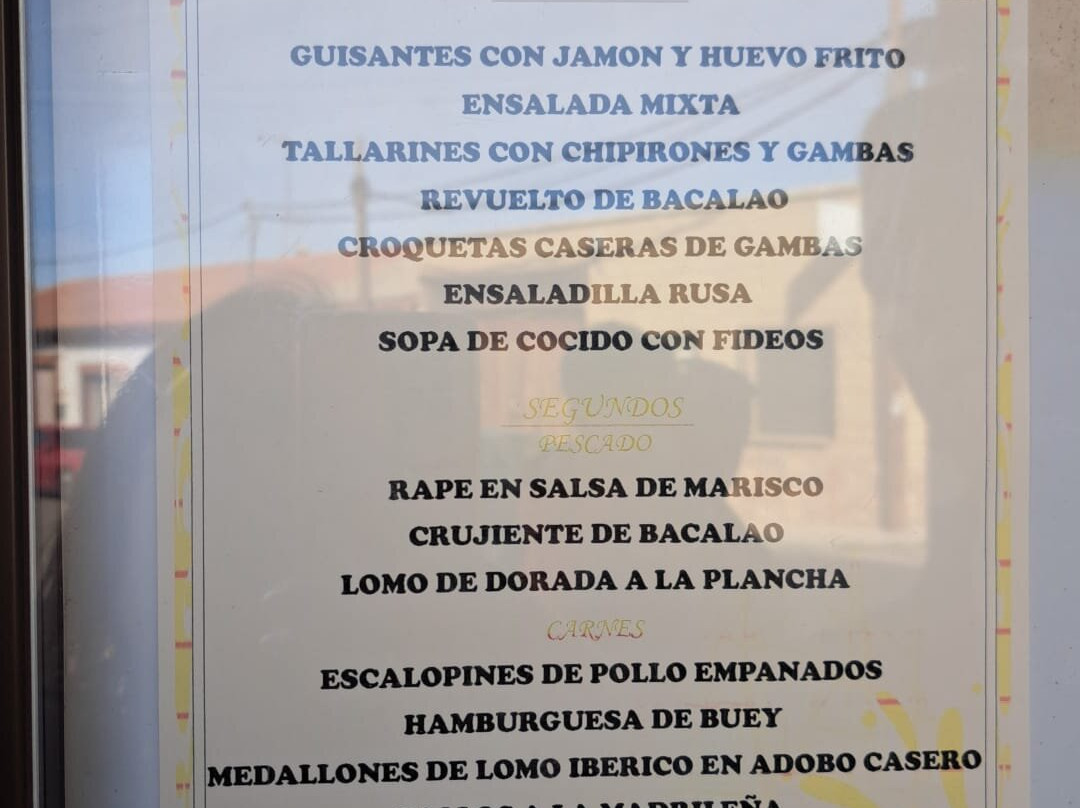 GUISANTES CON JAMON Y HUEVO FRITO
ENSALADA MIXTA
TALLARINES CON CHIPIRONES Y GAMBAS
REVUELTO DE BACALAO
CROQUETAS CASERAS DE GAMBAS
ENSALADILLA RUSA
SOPA DE COCIDO CON FIDEOS
SEGUNDOS
PESCADO
RAPE EN SALSA DE MARISCO
CRUJIENTE DE BACALAO
LOMO DE DORADA A LA PLANCHA
CARNES
ESCALOPINES DE POLLO EMPANADOS
HAMBURGUESA DE BUEY
MEDALLONES DE LOMO IBERICO EN ADOBO CASERO
A LA MADRILEÑA